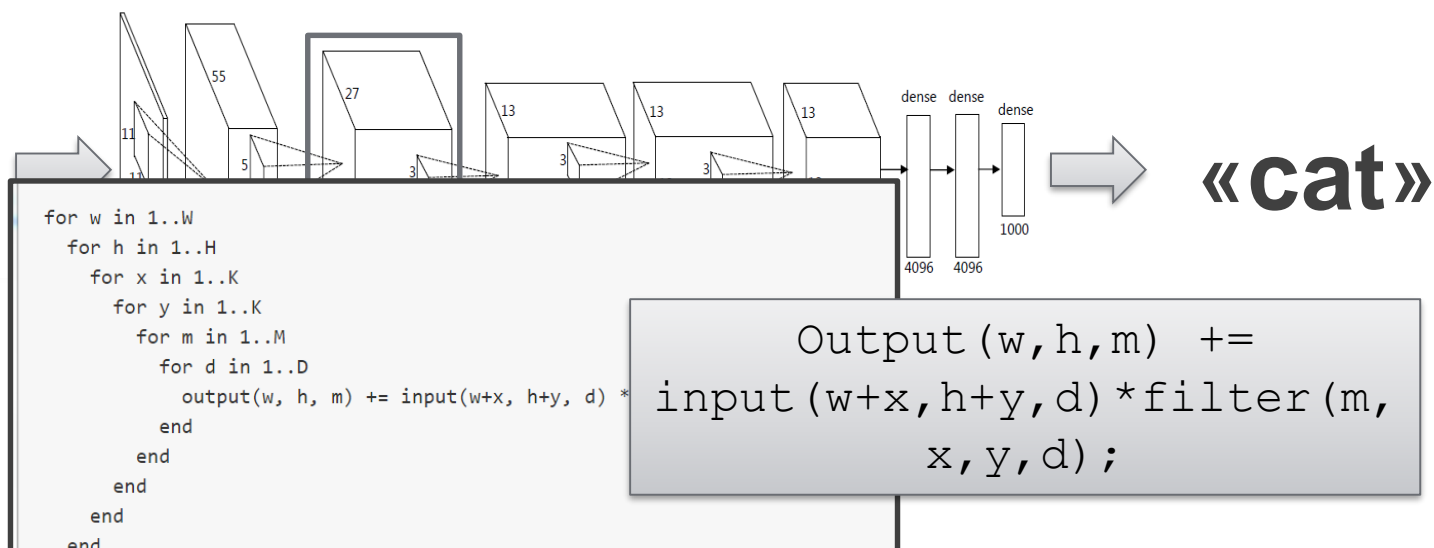 55
27
13
13
13
dense dense
dense
11
5
3
3
3
11
«cat»
1000
4096 4096
for w in 1..W
for h in 1..H
for x in 1..K
for y in 1..K
for m in 1..M
for d in 1..D
output(w, h, m) += input(w+x, h+y, d) *
end
end
end
end
end
Output(w,h,m) +=
input(w+x,h+y,d)*filter(m,
x,y,d);